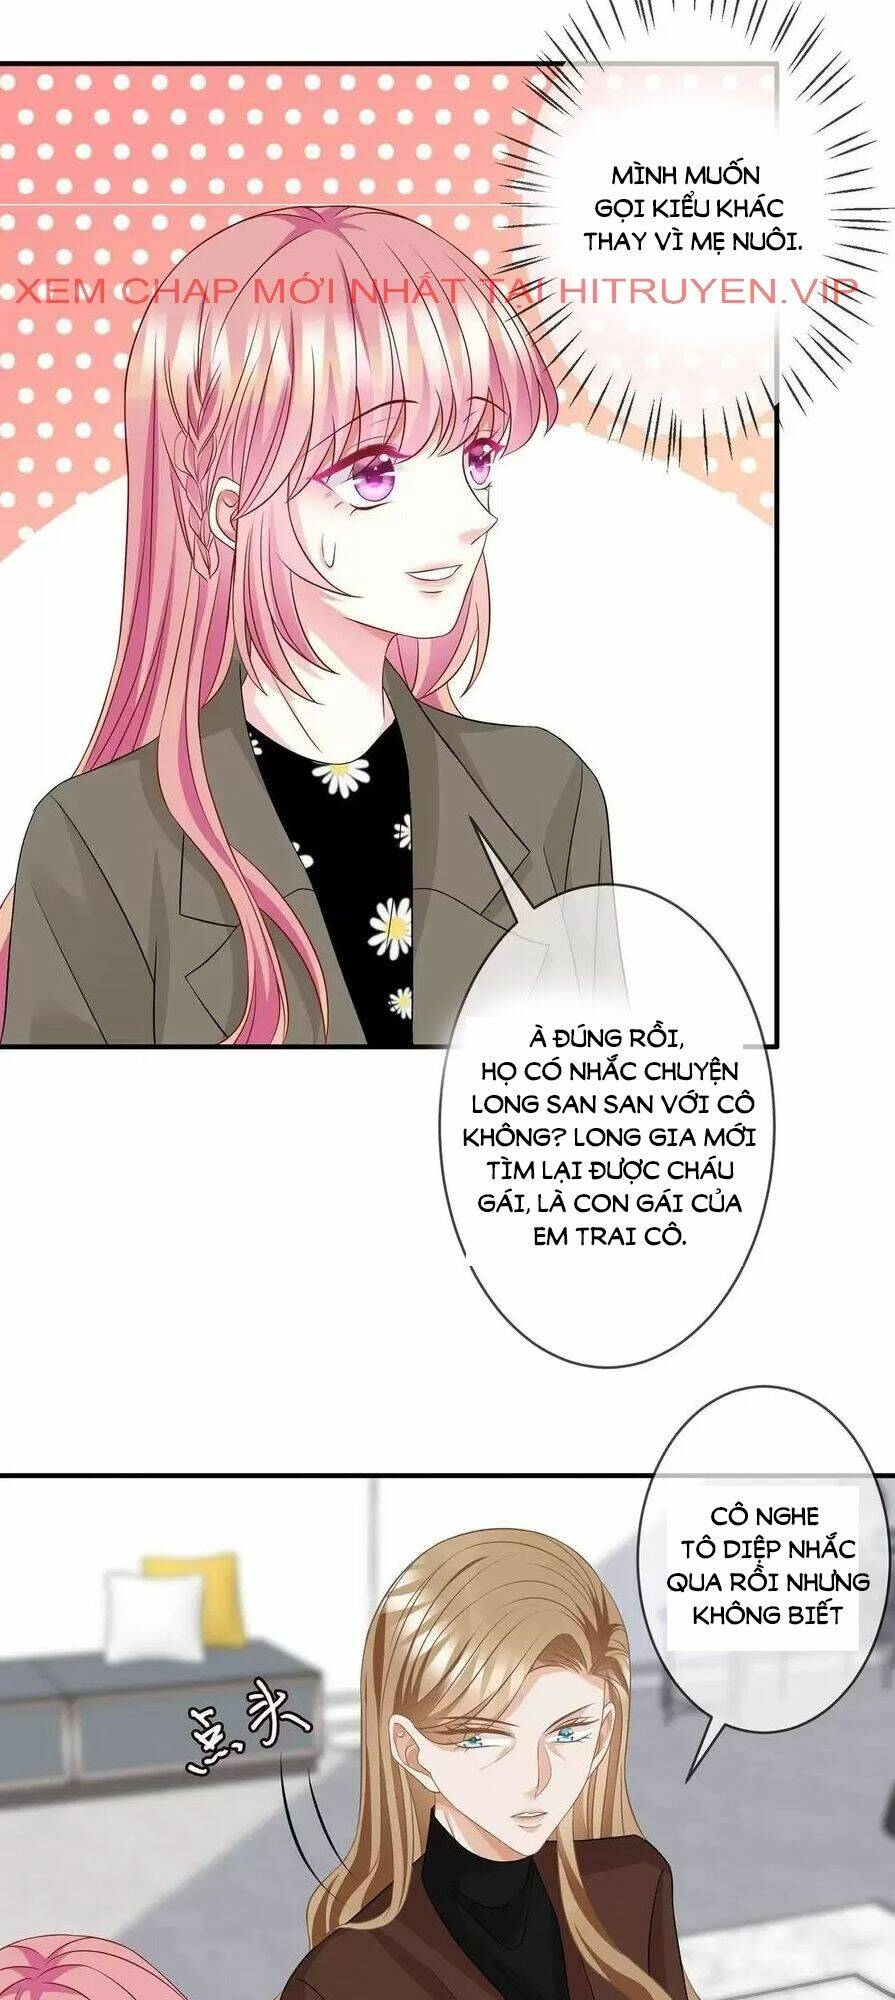 MÌNH MUỐN
GỌI KIỂU KHÁC
THAY VÌ MẸ NUÔI.
XEM CHAP MỚI NHẤT TẠI HITRUYEN.VIP
À ĐÚNG RỒI,
HỌ CÓ NHẮC CHUYỆN
LONG SAN SAN VỚI CÔ
KHÔNG? LONG GIA MỚI
TÌM LẠI ĐƯỢC CHÁU
GÁI, LÀ CON GÁI CỦA
EM TRAI CÔ.
CÔ NGHE
TÔ DIỆP NHẮC
QUA RỒI NHƯNG
KHÔNG BIẾT
点头